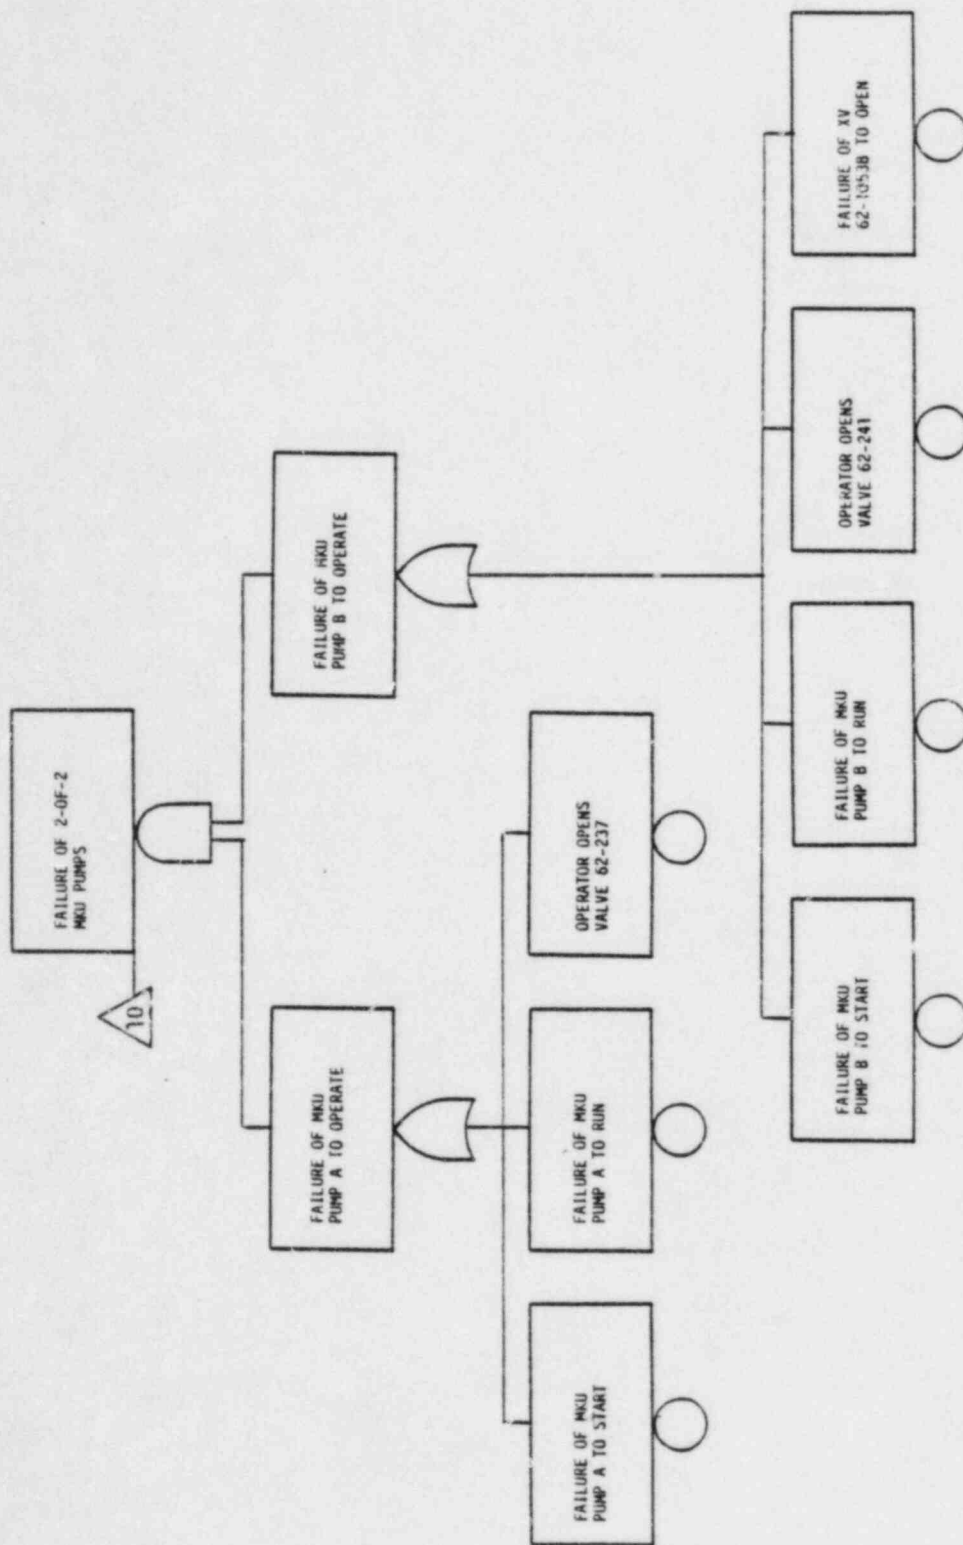 FAILURE OF 2-OF-2
MKU PUMPS
10
FAILURE OF MKU
PUMP A TO OPERATE
FAILURE OF MKU
PUMP B TO OPERATE
FAILURE OF MKU
PUMP A TO START
FAILURE OF MKU
PUMP A TO RUN
OPERATOR OPENS
VALVE 62-237
FAILURE OF MKU
PUMP B TO START
FAILURE OF MKU
PUMP B TO RUN
OPERATOR OPENS
VALVE 62-241
FAILURE OF XV
62-1053B TO OPEN